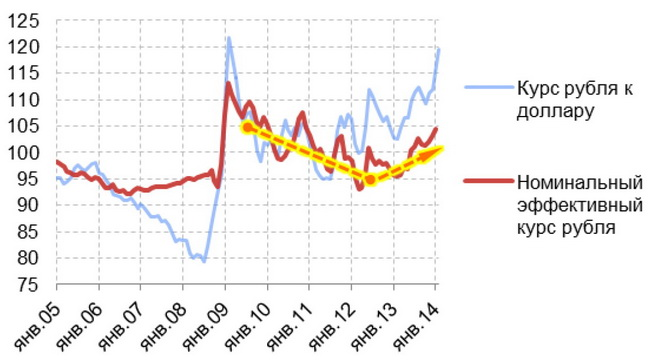 125
120
115
110
105
100
95
90
85
80
75
янв.05
янв.06
янв.07
янв.08
янв.09
янв.10
янв.11
янв.12
янв.13
янв.14
Курс рубля к
доллару
Номинальный
эффективный
курс рубля